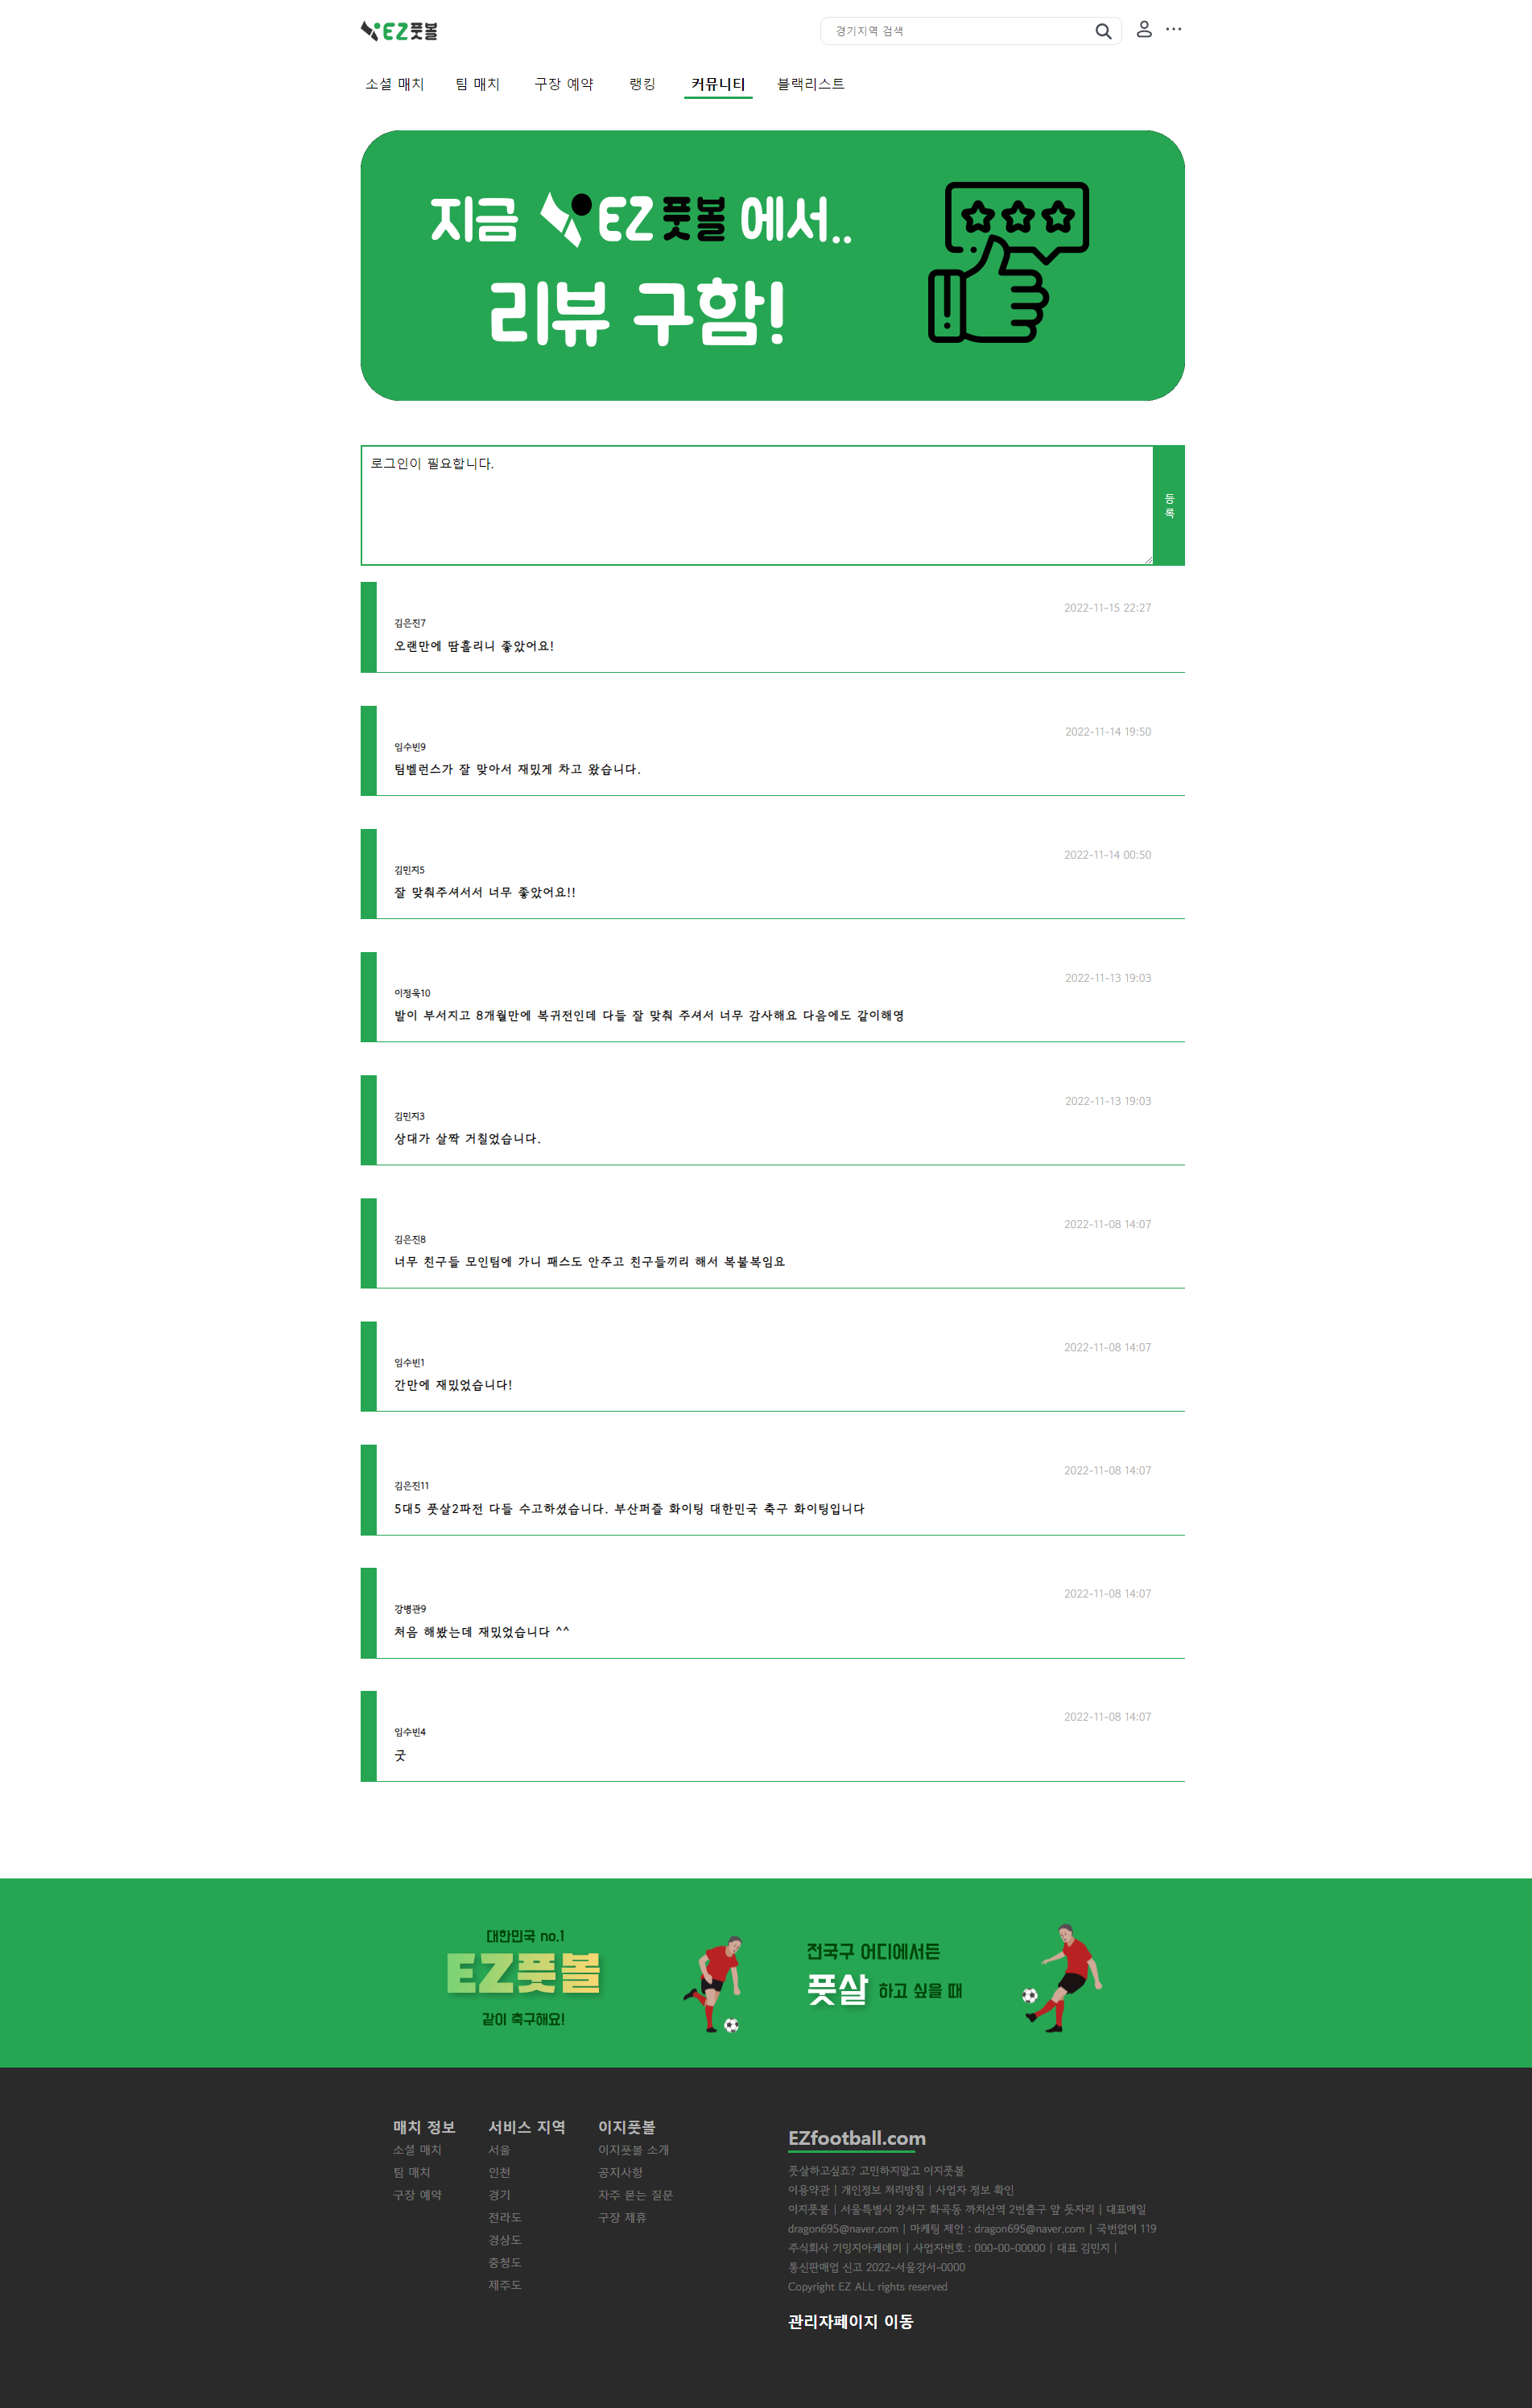 EZ풋볼
경기지역 검색
소셜 매치 팀 매치 구장 예약 랭킹 커뮤니티 블랙리스트
지금 EZ 풋볼 에서..
리뷰 구함!
로그인이 필요합니다.
등
록
2022-11-15 22:27
김은진7
오랜만에 땀흘리니 좋았어요!
2022-11-14 19:50
임수빈9
팀벨런스가 잘 맞아서 재밌게 차고 왔습니다.
2022-11-14 00:50
김민지5
잘 맞춰주셔서서 너무 좋았어요!!
2022-11-13 19:03
이정욱10
발이 부서지고 8개월만에 복귀전인데 다들 잘 맞춰 주셔서 너무 감사해요 다음에도 같이해영
2022-11-13 19:03
김민지3
상대가 살짝 거칠었습니다.
2022-11-08 14:07
김은진8
너무 친구들 모인팀에 가니 패스도 안주고 친구들끼리 해서 복불복임요
2022-11-08 14:07
임수빈1
간만에 재밌었습니다!
2022-11-08 14:07
김은진11
5대5 풋살2파전 다들 수고하셨습니다. 부산퍼즐 화이팅 대한민국 축구 화이팅입니다
2022-11-08 14:07
강병관9
처음 해봤는데 재밌었습니다 ^^
2022-11-08 14:07
임수빈4
굿
대한민국 no.1
EZ풋볼
같이 축구해요!
전국구 어디에서든
풋살 하고 싶을 때
매치 정보
소셜 매치
팀 매치
구장 예약
서비스 지역
서울
인천
경기
전라도
경상도
충청도
제주도
이지풋볼
이지풋볼 소개
공지사항
자주 묻는 질문
구장 제휴
EZfootball.com
풋살하고싶죠? 고민하지말고 이지풋볼
이용약관 | 개인정보 처리방침 | 사업자 정보 확인
이지풋볼 | 서울특별시 강서구 화곡동 까치산역 2번출구 앞 돗자리 | 대표메일
dragon695@naver.com | 마케팅 제안 : dragon695@naver.com | 국번없이 119
주식회사 기밍지아케데미 | 사업자번호 : 000-00-00000 | 대표 김민지 |
통신판매업 신고 2022-서울강서-0000
Copyright EZ ALL rights reserved
관리자페이지 이동